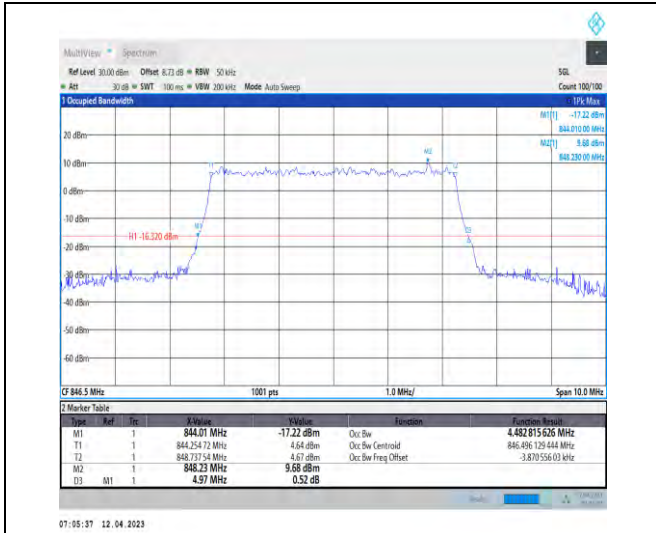 MultiView Spectrum
Ref Level 30.00 dBm Offset 8.73 dB RBW 50 kHz SGL
Att 30 dB SWT 100 ms VBW 200 kHz Mode Auto Sweep Count 100/100
1 Occupied Bandwidth 1Pk Max
M1[1] -17.22 dBm
844.010 00 MHz
M2[1] 9.68 dBm
848.230 00 MHz
20 dBm
M2
10 dBm
0 dBm
-10 dBm
H1 -16.320 dBm
-30 dBm
-40 dBm
-50 dBm
-60 dBm
CF 846.5 MHz 1001 pts 1.0 MHz/ Span 10.0 MHz
2 Marker Table
Type Ref Trc X-Value Y-Value Function Function Result
M1 1 844.01 MHz -17.22 dBm Occ Bw 4.482 815 626 MHz
T1 1 844.254 72 MHz 4.64 dBm Occ Bw Centroid 846.496 129 444 MHz
T2 1 848.737 54 MHz 4.67 dBm Occ Bw Freq Offset -3.870 556 03 kHz
M2 1 848.23 MHz 9.68 dBm
D3 M1 1 4.97 MHz 0.52 dB
07:05:37 12.04.2023